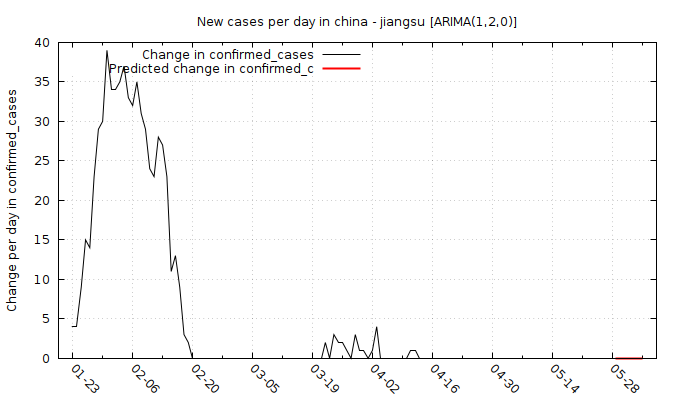 New cases per day in china - jiangsu [ARIMA(1,2,0)]
Change in confirmed_cases
Predicted change in confirmed_c
Change per day in confirmed_cases
40
35
30
25
20
15
10
5
0
01-23 02-06 02-20 03-05 03-19 04-02 04-16 04-30 05-14 05-28